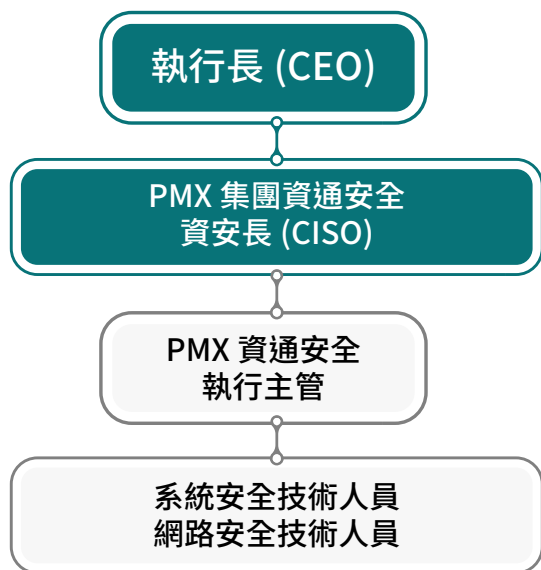 執行長 (CEO)
PMX 集團資通安全
資安長 (CISO)
PMX 資通安全
執行主管
系統安全技術人員
網路安全技術人員